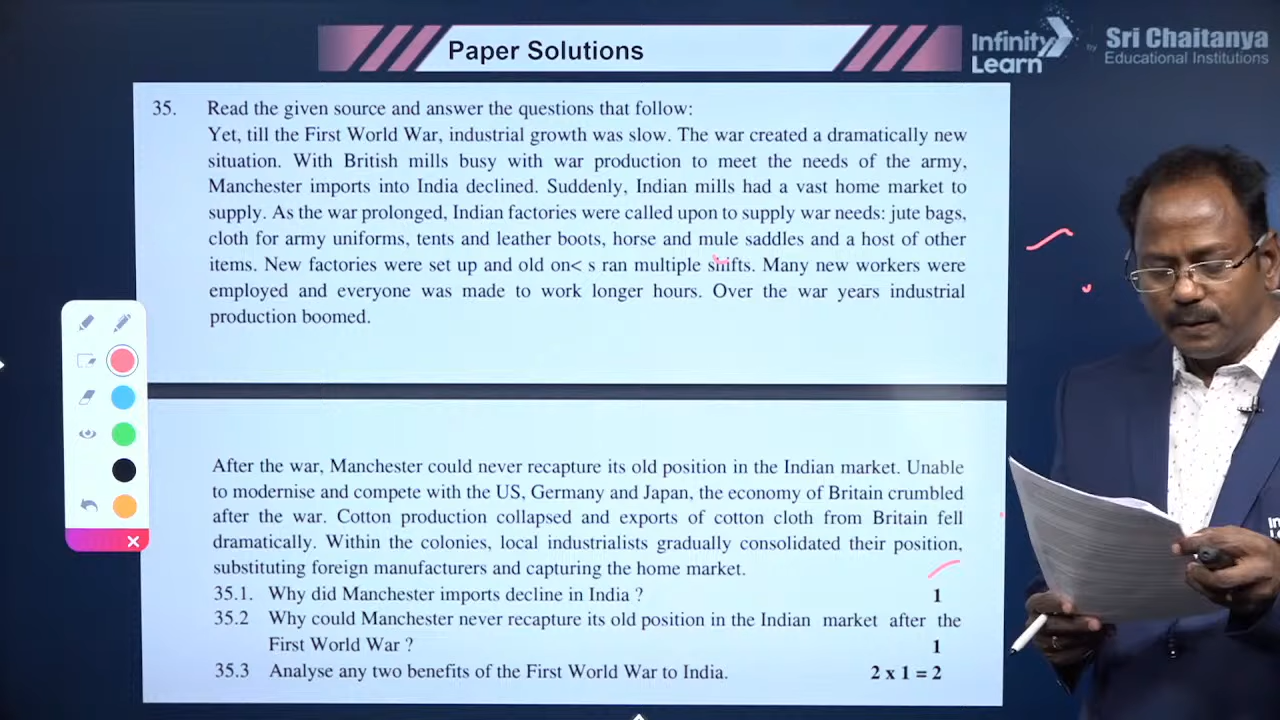 Paper Solutions
Infinity Learn
by Sri Chaitanya
Educational Institutions
35. Read the given source and answer the questions that follow:
Yet, till the First World War, industrial growth was slow. The war created a dramatically new
situation. With British mills busy with war production to meet the needs of the army,
Manchester imports into India declined. Suddenly, Indian mills had a vast home market to
supply. As the war prolonged, Indian factories were called upon to supply war needs: jute bags,
cloth for army uniforms, tents and leather boots, horse and mule saddles and a host of other
items. New factories were set up and old on< s ran multiple shifts. Many new workers were
employed and everyone was made to work longer hours. Over the war years industrial
production boomed.
After the war, Manchester could never recapture its old position in the Indian market. Unable
to modernise and compete with the US, Germany and Japan, the economy of Britain crumbled
after the war. Cotton production collapsed and exports of cotton cloth from Britain fell
dramatically. Within the colonies, local industrialists gradually consolidated their position,
substituting foreign manufacturers and capturing the home market.
35.1. Why did Manchester imports decline in India ? 1
35.2 Why could Manchester never recapture its old position in the Indian market after the
First World War ? 1
35.3 Analyse any two benefits of the First World War to India. 2 x 1 = 2